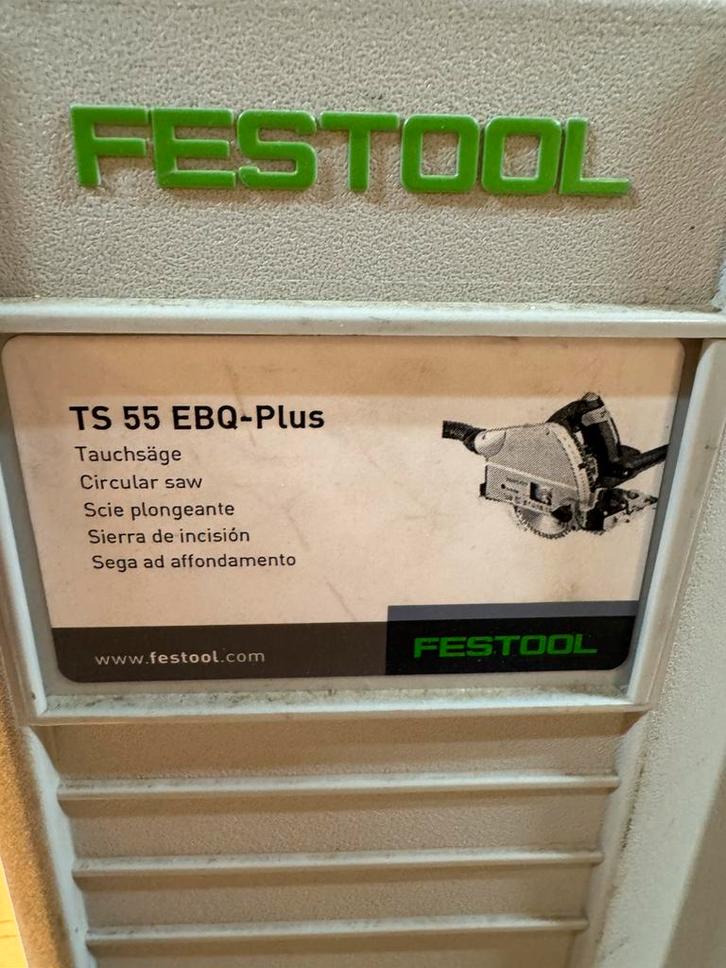 FESTOOL
TS 55 EBQ-Plus
Tauchsäge
Circular saw
Scie plongeante
Sierra de incisión
Sega ad affondamento
www.festool.com
FESTOOL